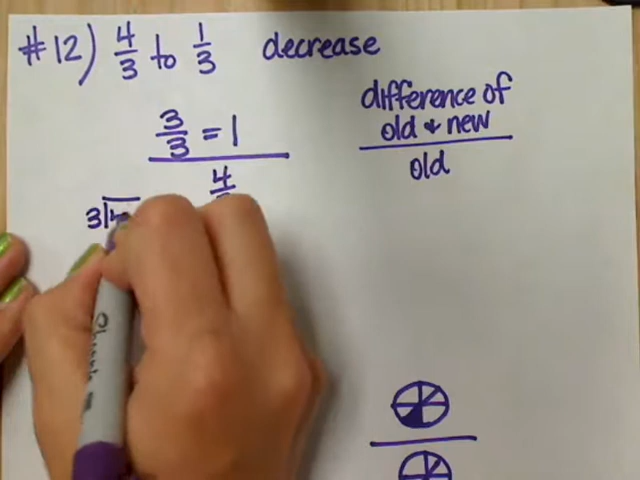 #12) 4/3 to 1/3 decrease
difference of
old & new
old
3/3 = 1
4
3